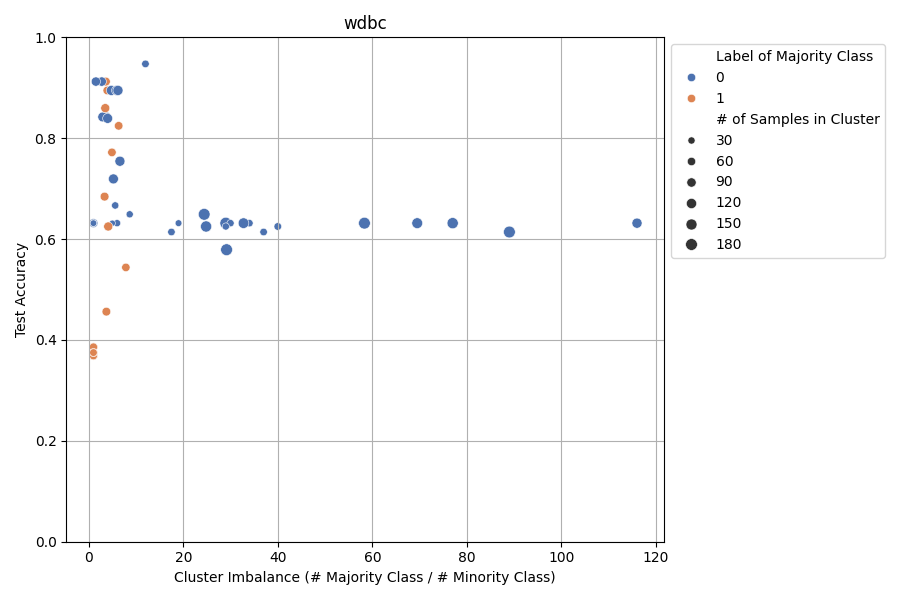 wdbc
1.0
0.8
0.6
0.4
0.2
0.0
Test Accuracy
0 20 40 60 80 100 120
Cluster Imbalance (# Majority Class / # Minority Class)
Label of Majority Class
0
1
# of Samples in Cluster
30
60
90
120
150
180